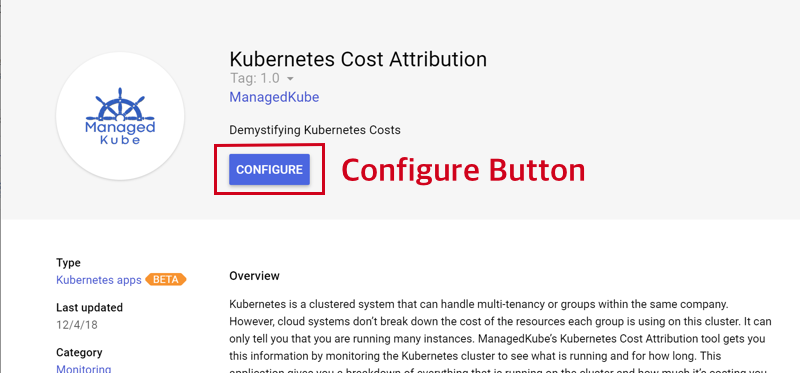 Kubernetes Cost Attribution
Tag: 1.0
ManagedKube
Managed
Kube
Demystifying Kubernetes Costs
CONFIGURE
Configure Button
Type
Kubernetes apps BETA
Last updated
12/4/18
Category
Monitoring
Overview
Kubernetes is a clustered system that can handle multi-tenancy or groups within the same company.
However, cloud systems don't break down the cost of the resources each group is using on this cluster. It can
only tell you that you are running many instances. ManagedKube's Kubernetes Cost Attribution tool gets you
this information by monitoring the Kubernetes cluster to see what is running and for how long. This
application gives you a breakdown of everything that is running on the cluster and how much it's costing you